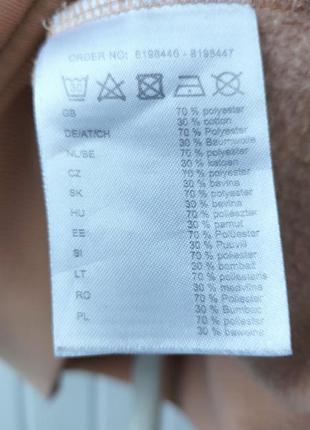 ORDER NO: 8198446 - 8198447
30
GB 70 % polyester
30 % cotton
DE/AT/CH 70 % Polyester
30 % Baumwolle
NL/BE 70 % polyester
30 % katoen
CZ 70 % polyester
30 % bavlna
SK 70 % polyester
30 % bavlna
HU 70 % poliészter
30 % pamut
EE 70 % Polüester
30 % Puuvill
SI 70 % poliester
30 % bombaž
LT 70 % poliesteris
30 % medvilnė
RO 70 % Poliester
30 % Bumbac
PL 70 % poliester
30 % bawełna